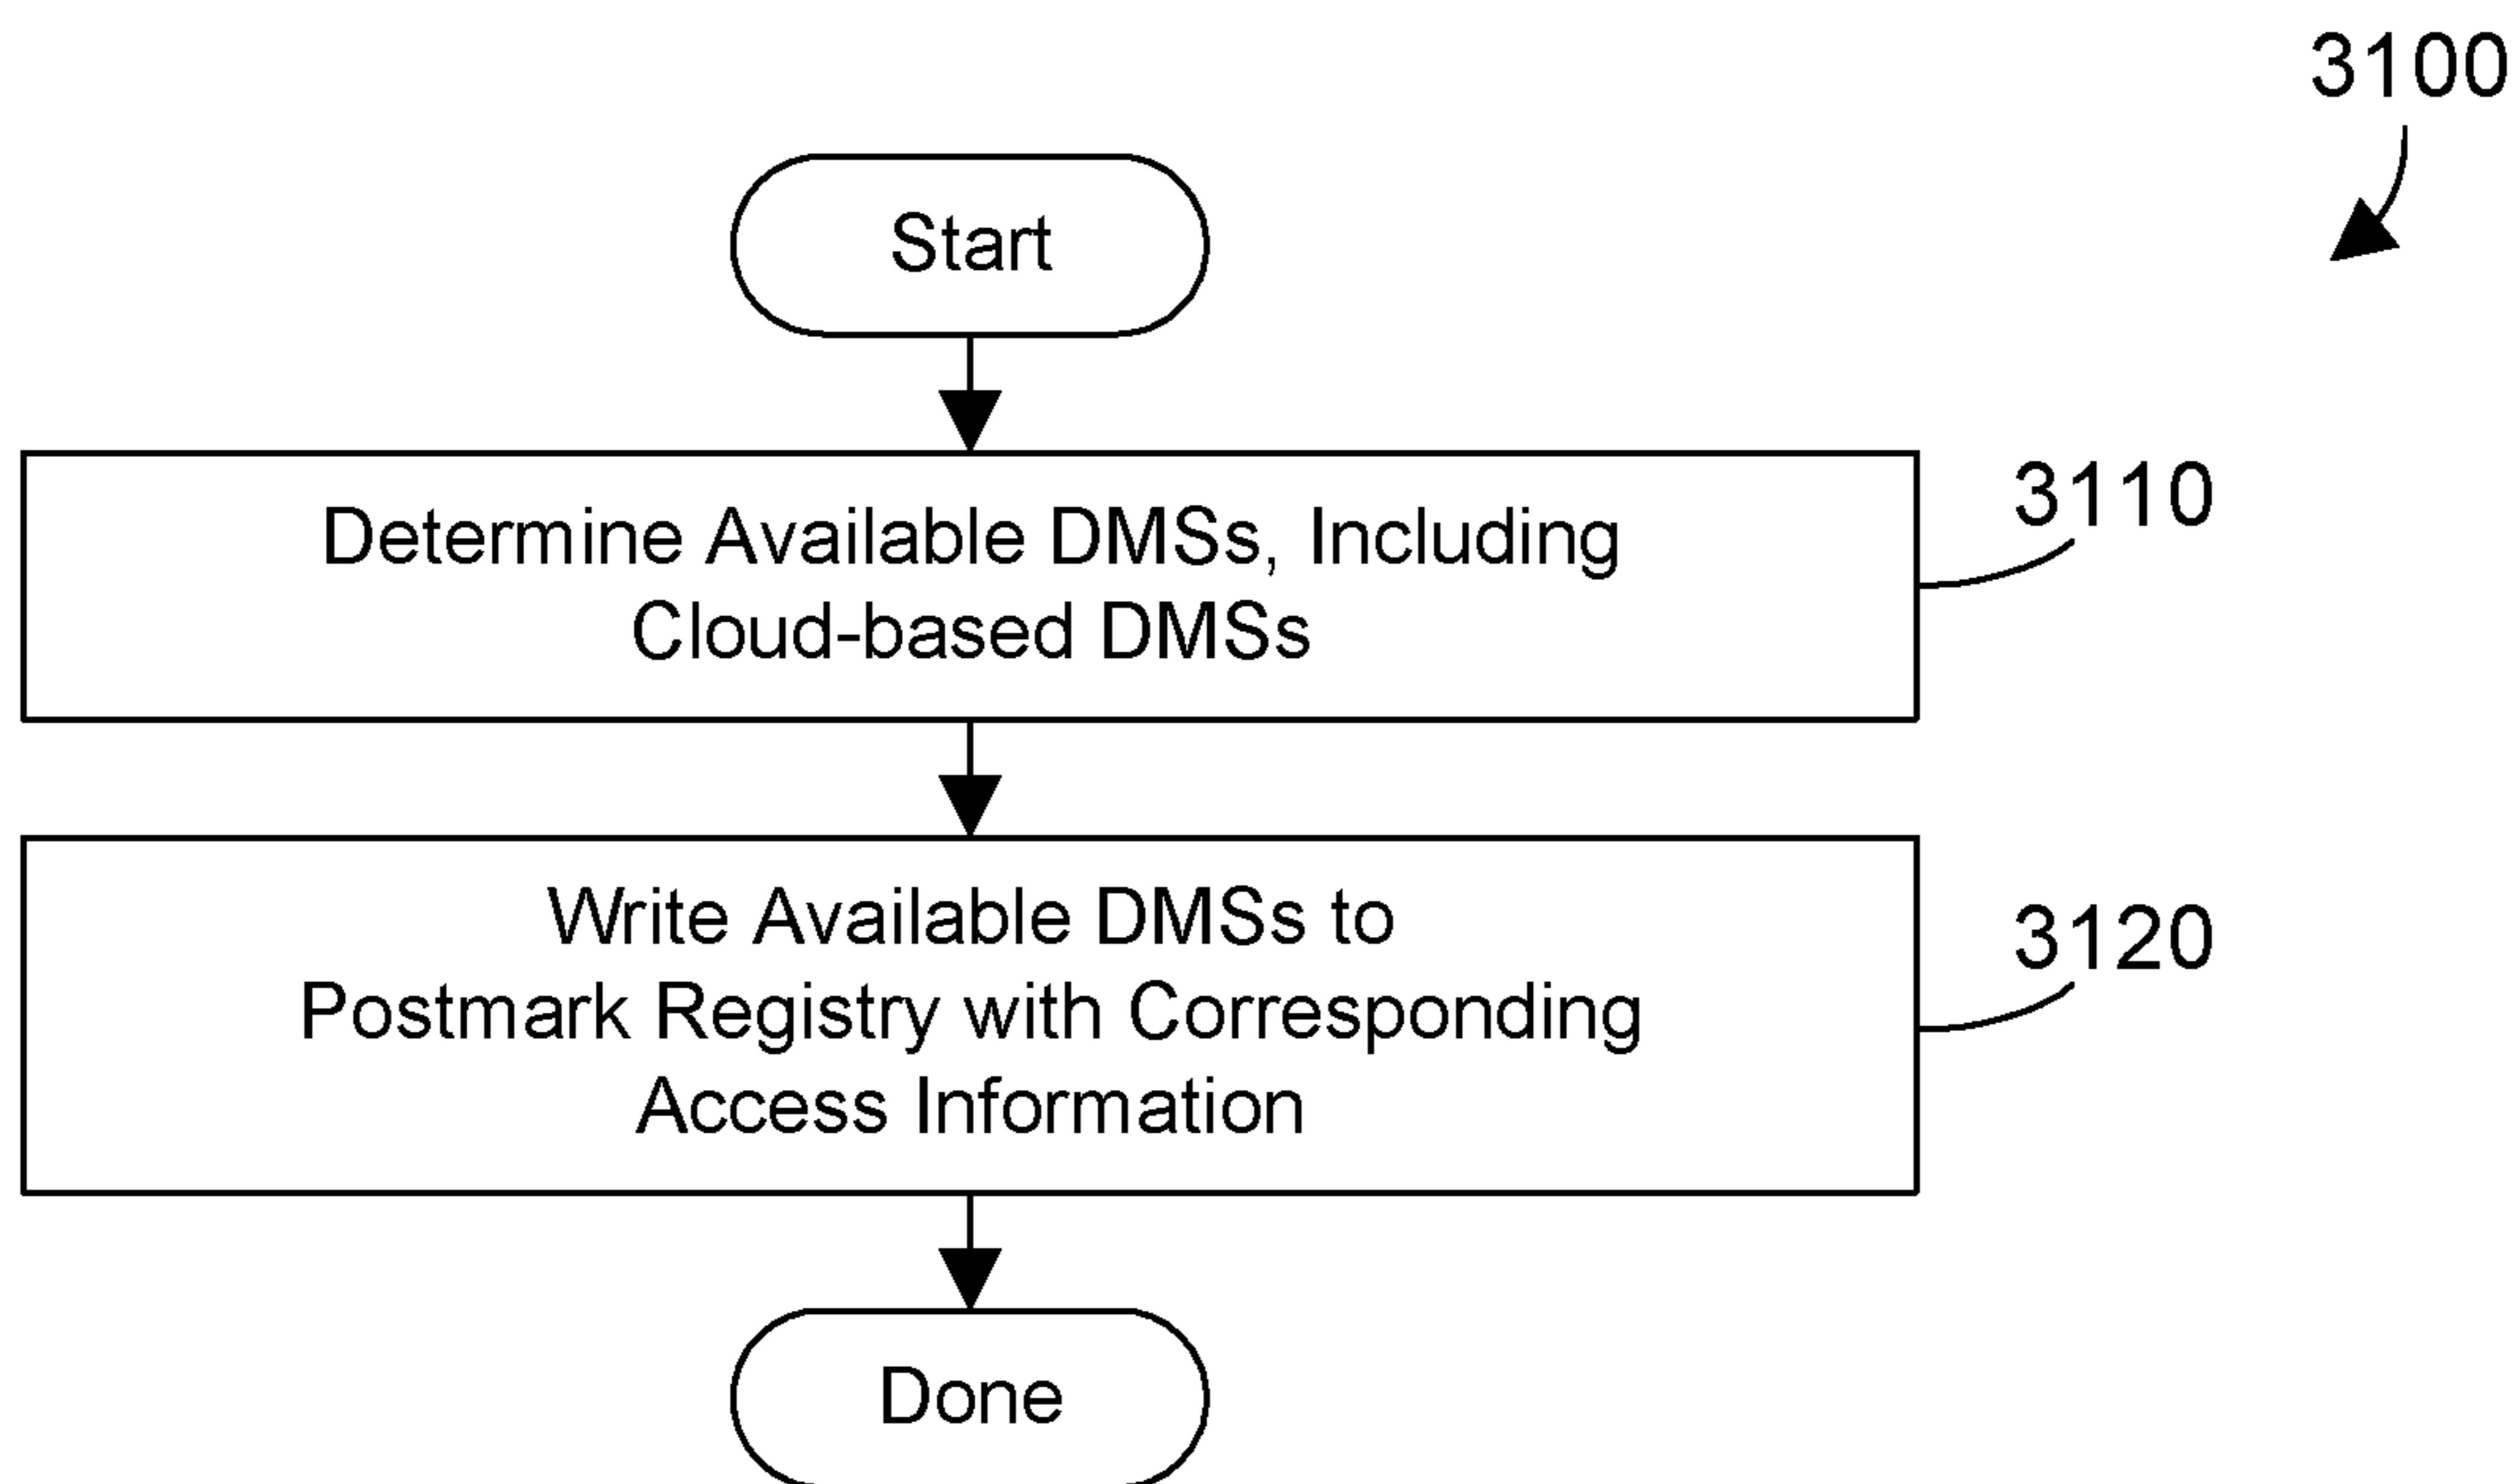 3100
Start
Determine Available DMSs, Including
Cloud-based DMSs
3110
Write Available DMSs to
Postmark Registry with Corresponding
Access Information
3120
Done